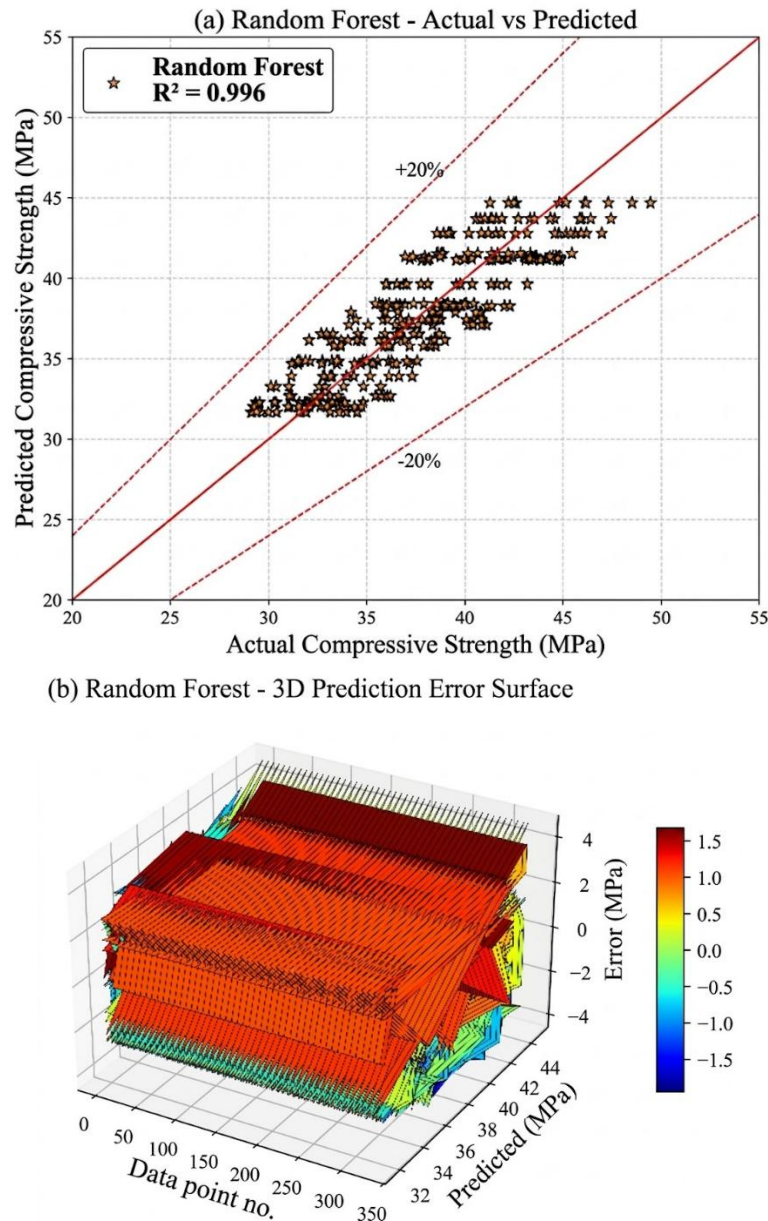 (a) Random Forest - Actual vs Predicted
55
50
45
40
35
30
25
20
Predicted Compressive Strength (MPa)
Random Forest
R² = 0.996
+20%
-20%
20 25 30 35 40 45 50 55
Actual Compressive Strength (MPa)
(b) Random Forest - 3D Prediction Error Surface
4
2
0
−2
−4
Error (MPa)
1.5
1.0
0.5
0.0
−0.5
−1.0
−1.5
0 50 100 150 200 250 300 350
Data point no.
32 34 36 38 40 42 44
Predicted (MPa)